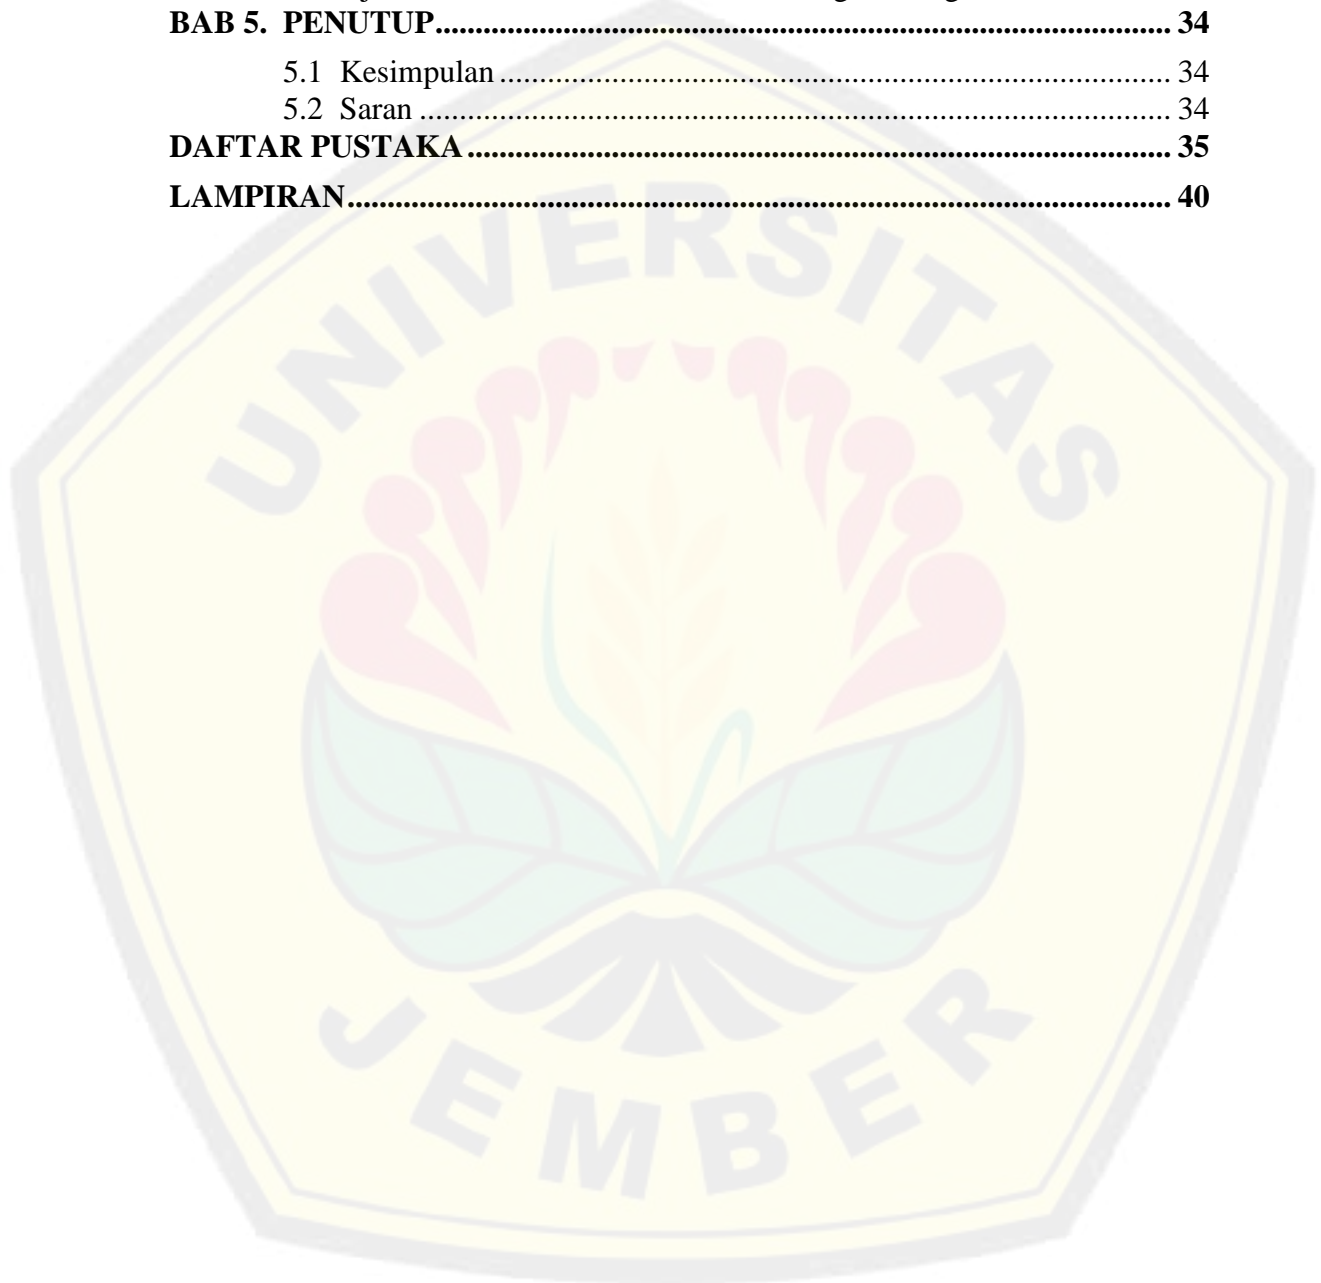 BAB 5. PENUTUP........................................................................................... 34
5.1 Kesimpulan.................................................................................... 34
5.2 Saran.............................................................................................. 34
DAFTAR PUSTAKA....................................................................................... 35
LAMPIRAN...................................................................................................... 40
UNIVERSITAS
JEMBER